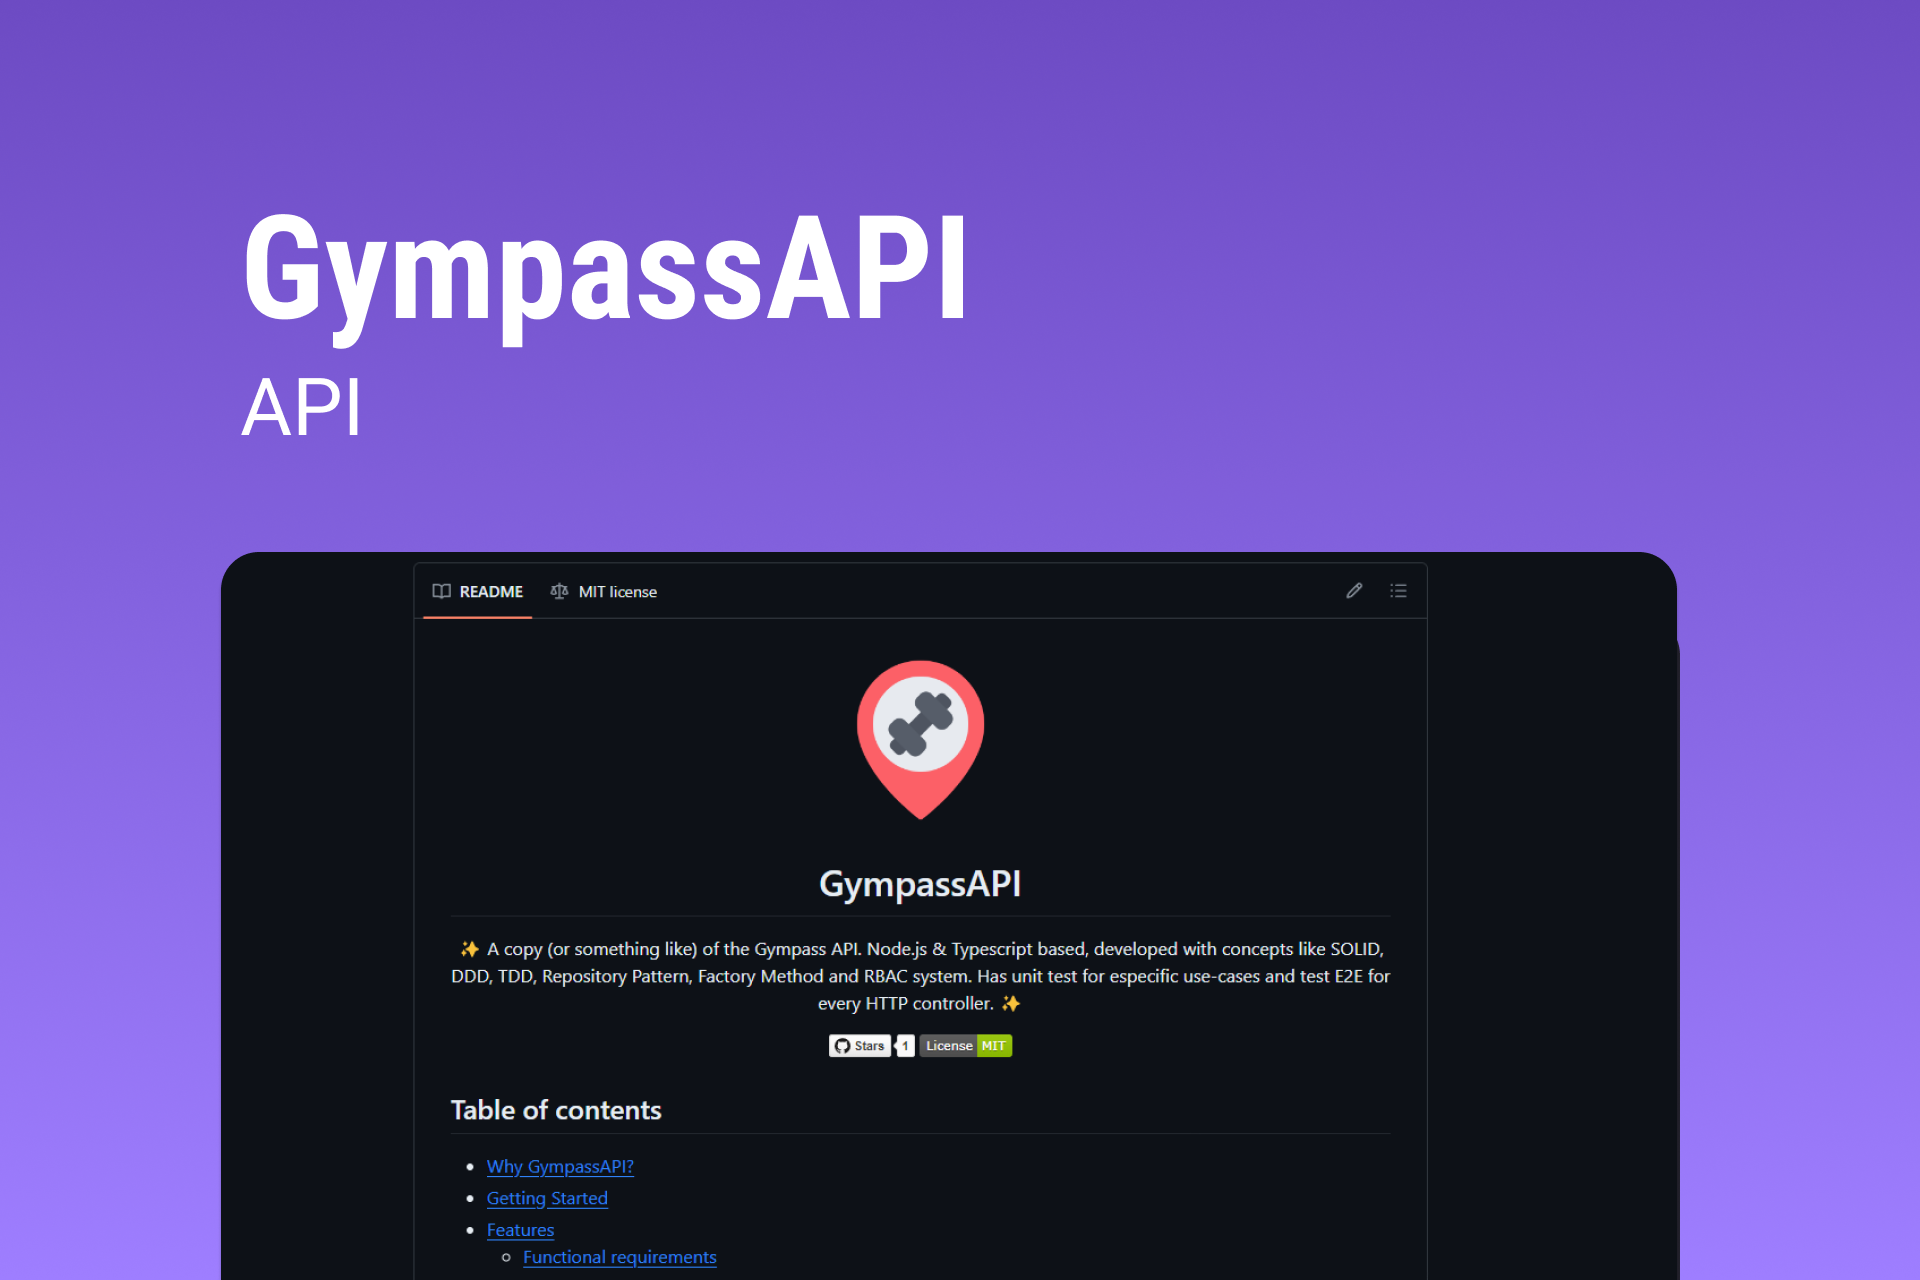 GympassAPI
API
README MIT license
GympassAPI
✨ A copy (or something like) of the Gympass API. Node.js & Typescript based, developed with concepts like SOLID,
DDD, TDD, Repository Pattern, Factory Method and RBAC system. Has unit test for especific use-cases and test E2E for
every HTTP controller. ✨
Stars 1 License MIT
Table of contents
Why GympassAPI?
Getting Started
Features
Functional requirements